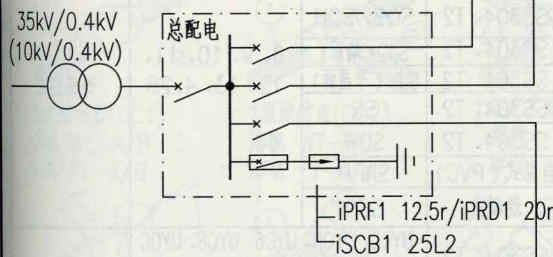 35kV/0.4kV
(10kV/0.4kV)
总配电
iPRF1 12.5r/iPRD1 20r
iSCB1 25L2